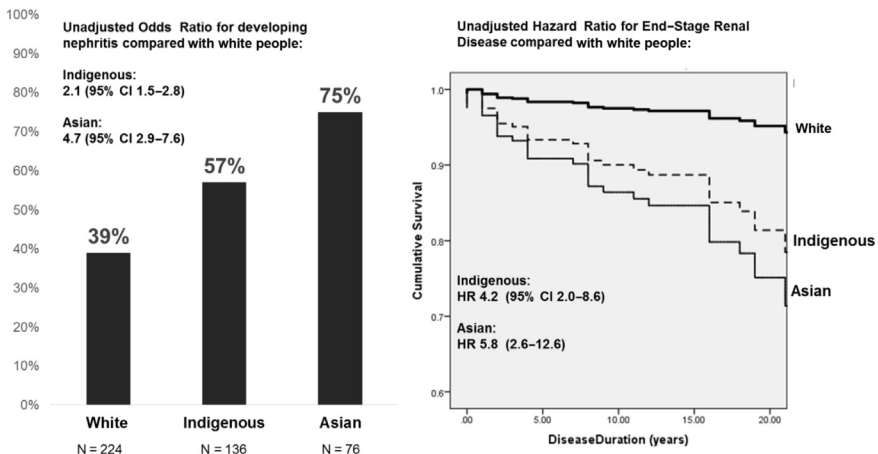 Unadjusted Odds Ratio for developing
nephritis compared with white people:
Indigenous:
2.1 (95% CI 1.5–2.8)
Asian:
4.7 (95% CI 2.9–7.6)
100%
90%
80%
70%
60%
50%
40%
30%
20%
10%
0%
39%
57%
75%
White
Indigenous
Asian
N = 224
N = 136
N = 76
Unadjusted Hazard Ratio for End–Stage Renal
Disease compared with white people:
Cumulative Survival
1.0
0.9
0.8
0.7
0.6
White
Indigenous
Asian
Indigenous:
HR 4.2 (95% CI 2.0–8.6)
Asian:
HR 5.8 (2.6–12.6)
.00
5.00
10.00
15.00
20.00
DiseaseDuration (years)